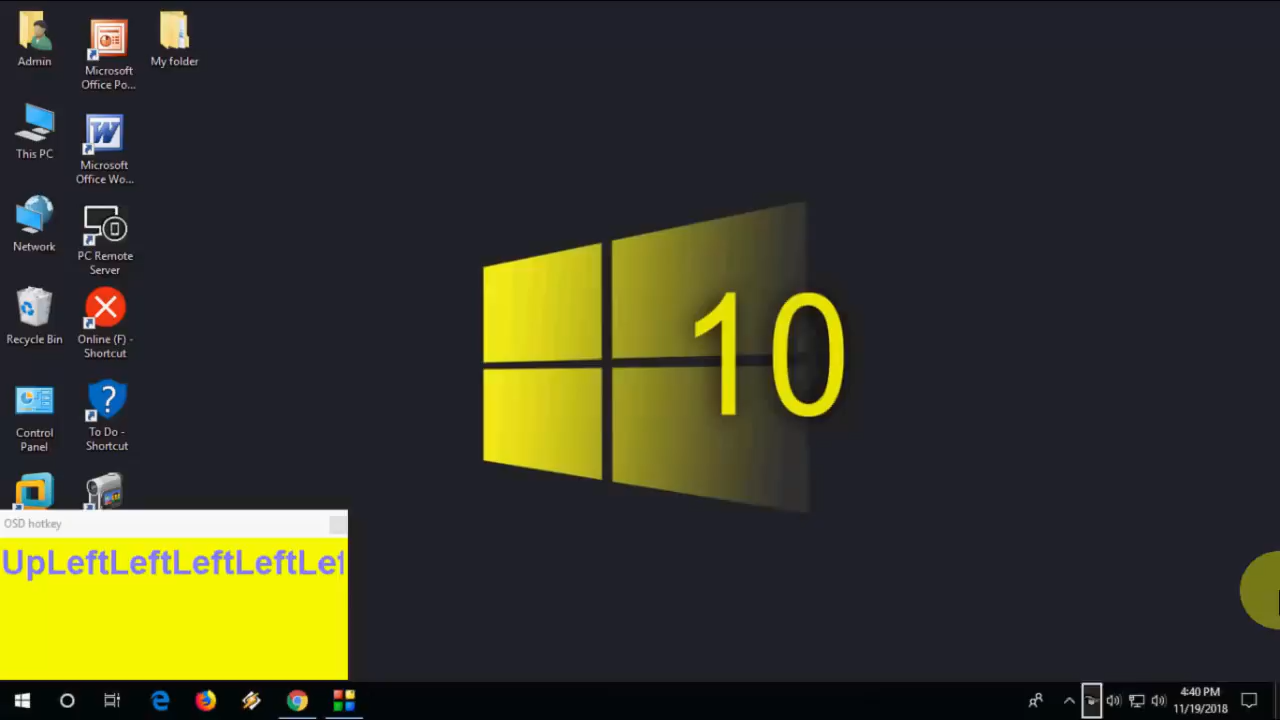 Admin
Microsoft
Office Po...
My folder
This PC
Microsoft
Office Wo...
Network
PC Remote
Server
Recycle Bin
Online (F) -
Shortcut
Control
Panel
To Do -
Shortcut
10
OSD hotkey
UpLeftLeftLeftLeftLef
4:40 PM
11/19/2018